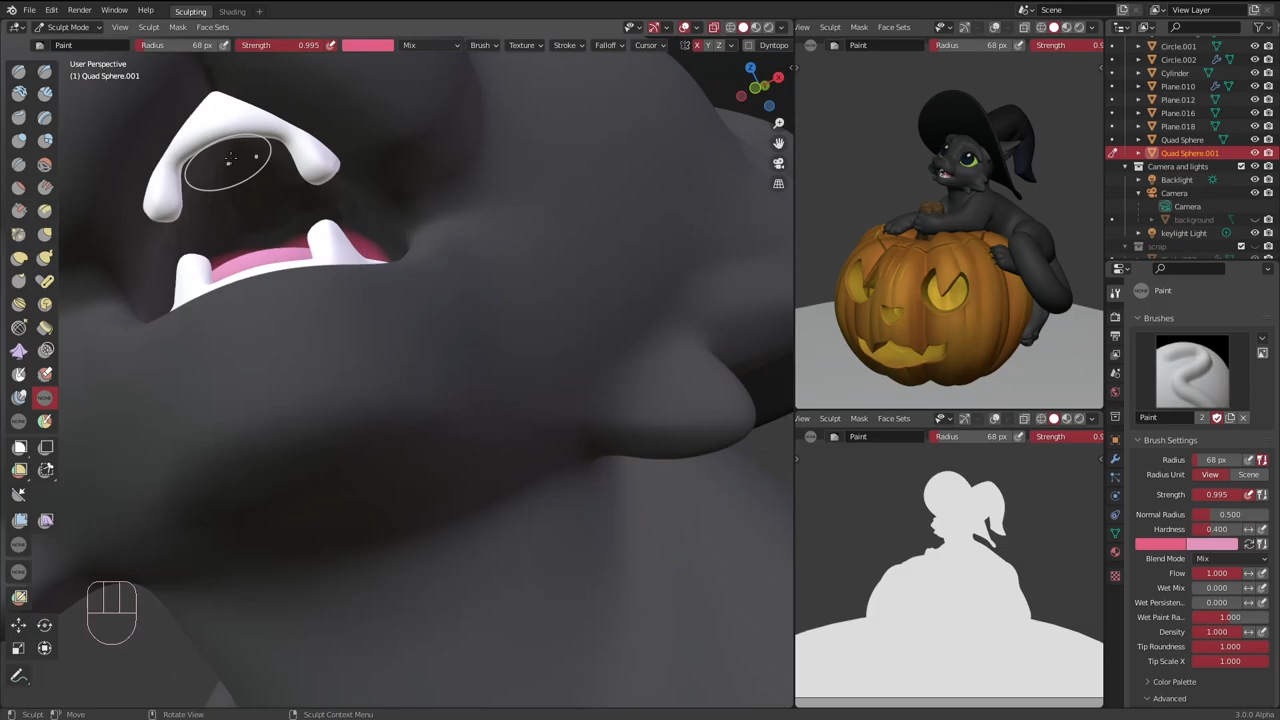 File Edit Render Window Help Sculpting Shading + Scene View Layer
Sculpt Mode View Sculpt Mask Face Sets
Paint Radius 68 px Strength 0.995 Mix Brush Texture Stroke Falloff Cursor X Y Z Dyntopo
User Perspective
(1) Quad Sphere.001
Z X Y
View Sculpt Mask Face Sets
Paint Radius 68 px Strength 0.9
View Sculpt Mask Face Sets
Paint Radius 68 px Strength 0.9
Circle.001
Circle.002
Cylinder
Plane.010
Plane.012
Plane.016
Plane.018
Quad Sphere
Quad Sphere.001
Camera and lights
Backlight
Camera
Camera
background
keylight Light
scrap
Paint
Brushes
Paint 2
Brush Settings
Radius 68 px
Radius Unit View Scene
Strength 0.995
Normal Radius 0.500
Hardness 0.400
Blend Mode Mix
Flow 1.000
Wet Mix 0.000
Wet Persisten... 0.000
Wet Paint Ra... 1.000
Density 1.000
Tip Roundness 1.000
Tip Scale X 1.000
Color Palette
Advanced
Sculpt Move Rotate View Sculpt Context Menu 3.0.0 Alpha